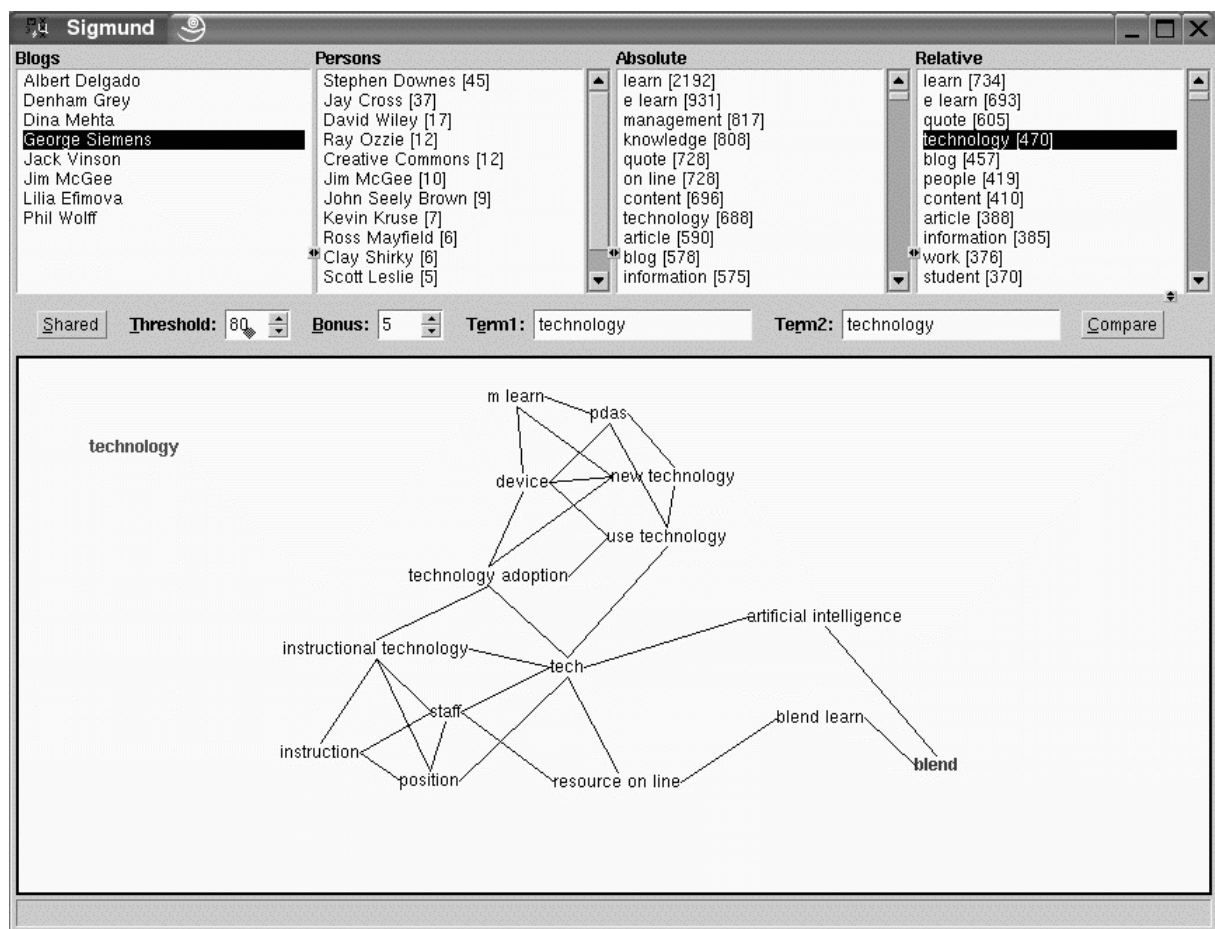 Sigmund
Blogs
Albert Delgado
Denham Grey
Dina Mehta
George Siemens
Jack Vinson
Jim McGee
Lilia Efimova
Phil Wolff
Persons
Stephen Downes [45]
Jay Cross [37]
David Wiley [17]
Ray Ozzie [12]
Creative Commons [12]
Jim McGee [10]
John Seely Brown [9]
Kevin Kruse [7]
Ross Mayfield [6]
Clay Shirky [6]
Scott Leslie [5]
Absolute
learn [2192]
e learn [931]
management [817]
knowledge [808]
quote [728]
on line [728]
content [696]
technology [688]
article [590]
blog [578]
information [575]
Relative
learn [734]
e learn [693]
quote [605]
technology [470]
blog [457]
people [419]
content [410]
article [388]
information [385]
work [376]
student [370]
Shared Threshold: 80 Bonus: 5 Term1: technology Term2: technology Compare
m learn
pdas
technology
device
new technology
use technology
technology adoption
artificial intelligence
instructional technology
tech
staff
blend learn
instruction
blend
position
resource on line